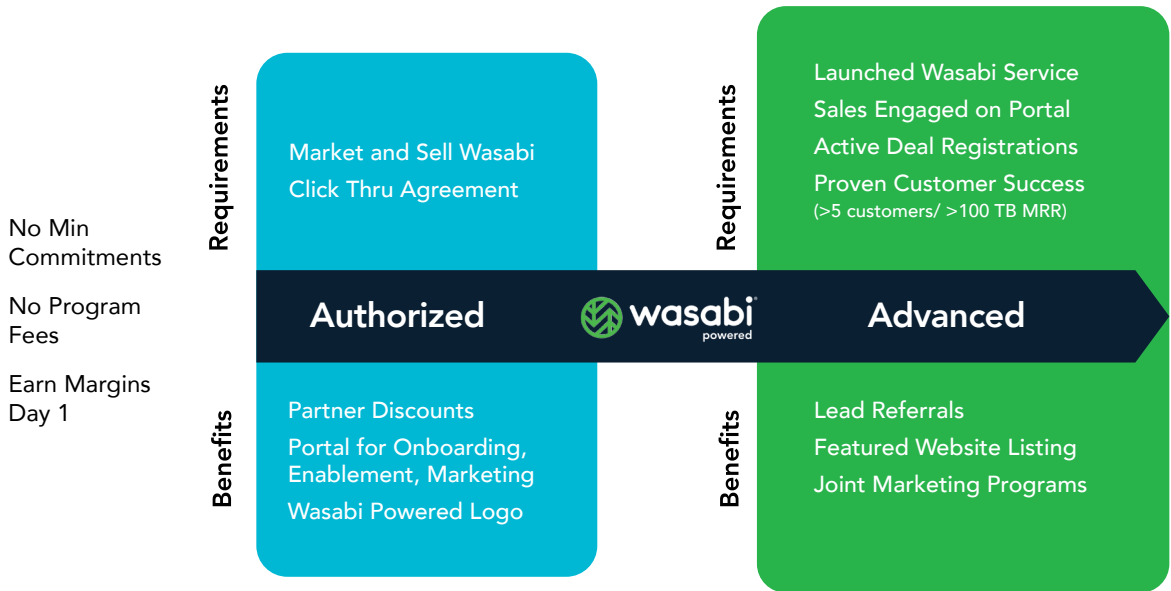 No Min
Commitments
No Program
Fees
Earn Margins
Day 1
Requirements
Market and Sell Wasabi
Click Thru Agreement
Authorized
Benefits
Partner Discounts
Portal for Onboarding,
Enablement, Marketing
Wasabi Powered Logo
wasabi
powered
Requirements
Launched Wasabi Service
Sales Engaged on Portal
Active Deal Registrations
Proven Customer Success
(>5 customers/ >100 TB MRR)
Advanced
Benefits
Lead Referrals
Featured Website Listing
Joint Marketing Programs